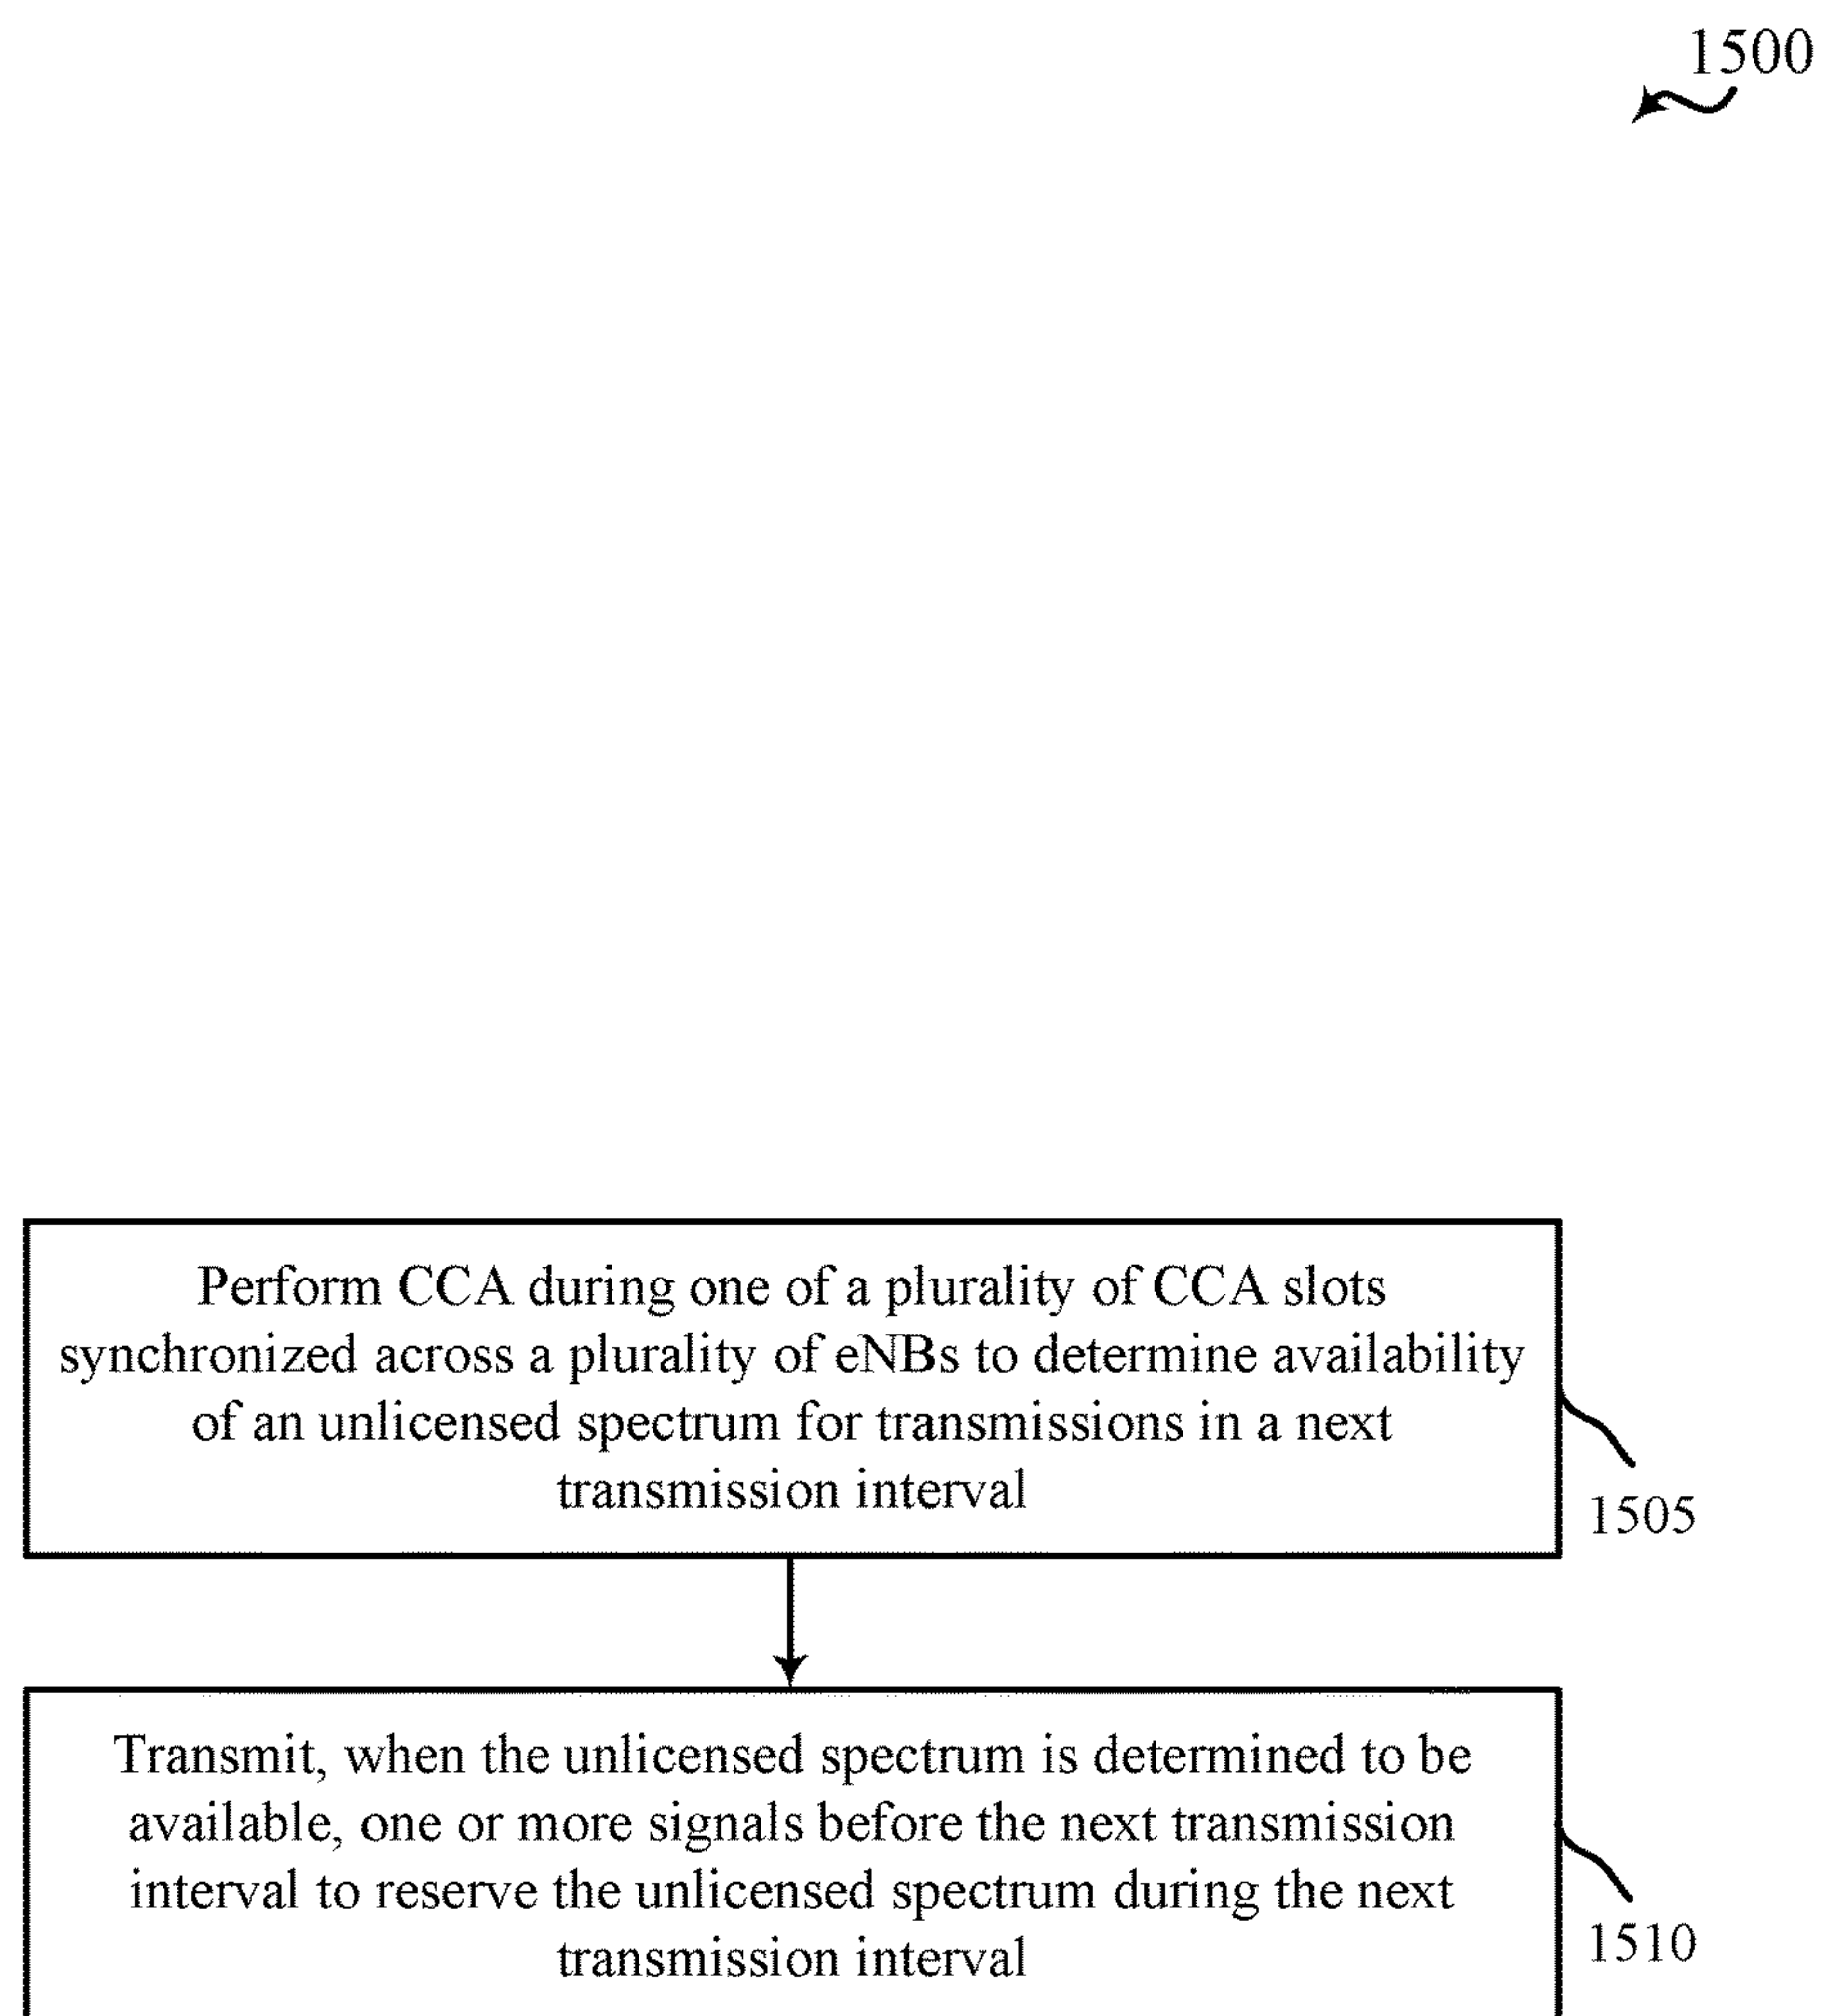 1500
Perform CCA during one of a plurality of CCA slots
synchronized across a plurality of eNBs to determine availability
of an unlicensed spectrum for transmissions in a next
transmission interval
1505
Transmit, when the unlicensed spectrum is determined to be
available, one or more signals before the next transmission
interval to reserve the unlicensed spectrum during the next
transmission interval
1510